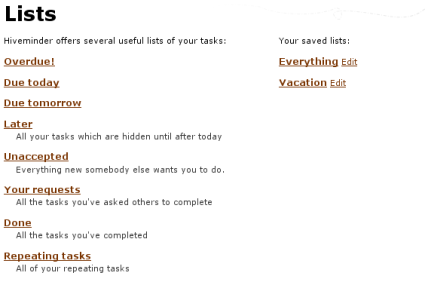 Lists
Hiveminder offers several useful lists of your tasks:
Overdue!
Due today
Due tomorrow
Later
All your tasks which are hidden until after today
Unaccepted
Everything new somebody else wants you to do.
Your requests
All the tasks you've asked others to complete
Done
All the tasks you've completed
Repeating tasks
All of your repeating tasks
Your saved lists:
Everything Edit
Vacation Edit